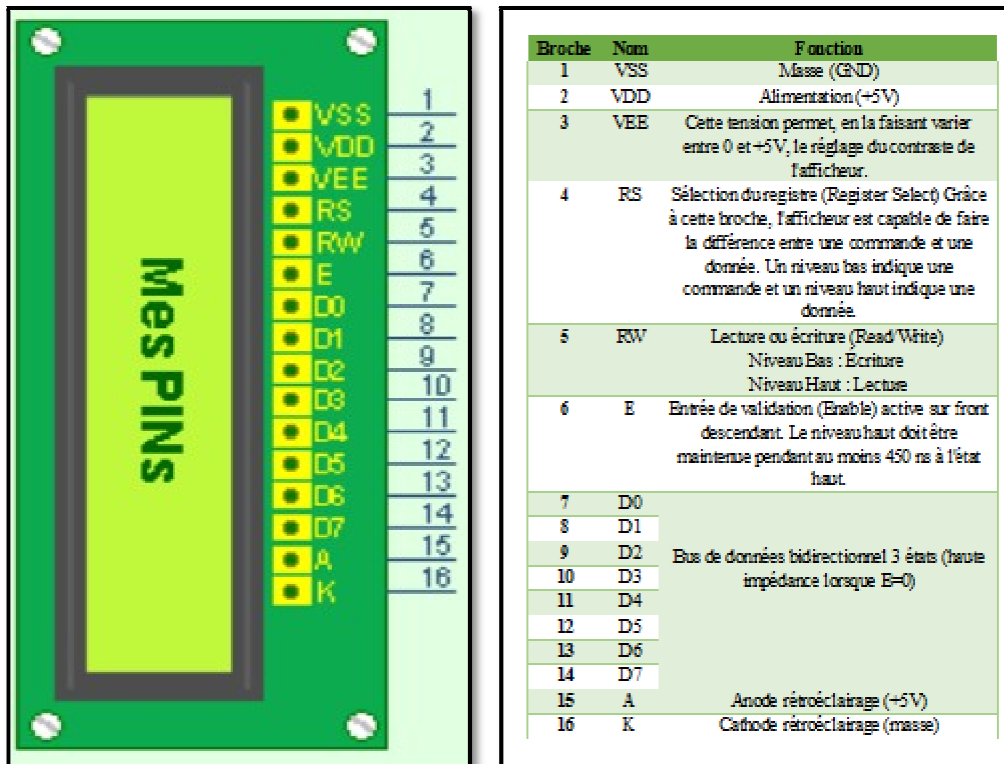 Mes PINs
VSS 1
VDD 2
VEE 3
RS 4
RW 5
E 6
D0 7
D1 8
D2 9
D3 10
D4 11
D5 12
D6 13
D7 14
A 15
K 16
Broche Nom Fonction
1 VSS Masse (GND)
2 VDD Alimentation (+5V)
3 VEE Cette tension permet, en la faisant varier
entre 0 et +5V, le réglage du contraste de
l'afficheur.
4 RS Sélection du registre (Register Select) Grâce
à cette broche, l'afficheur est capable de faire
la différence entre une commande et une
donnée. Un niveau bas indique une
commande et un niveau haut indique une
donnée.
5 RW Lecture ou écriture (Read/Write)
Niveau Bas : Ecriture
Niveau Haut : Lecture
6 E Entrée de validation (Enable) active sur front
descendant. Le niveau haut doit être
maintenue pendant au moins 450 ns à l'état
haut.
7 D0
8 D1
9 D2 Bus de données bidirectionnel 3 états (haute
10 D3 impédance lorsque E=0)
11 D4
12 D5
13 D6
14 D7
15 A Anode rétroéclairage (+5V)
16 K Cathode rétroéclairage (masse)